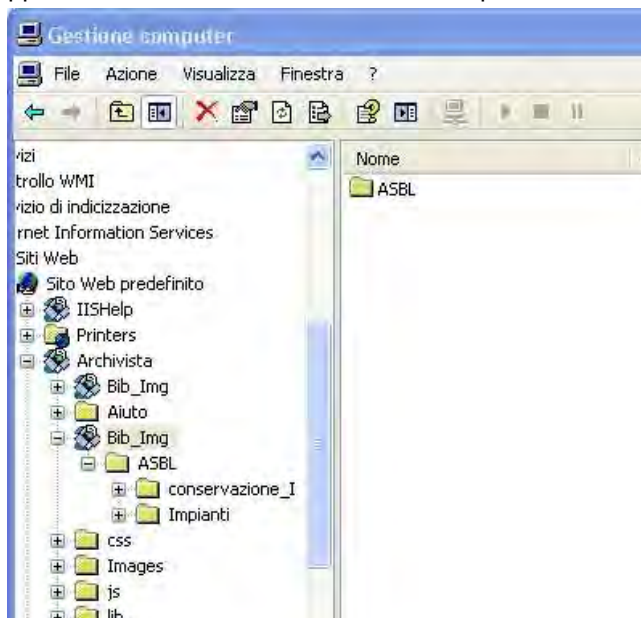 Gestione computer
File Azione Visualizza Finestra ?
vizi
trollo WMI
vizio di indicizzazione
rnet Information Services
Siti Web
Sito Web predefinito
IISHelp
Printers
Archivista
Bib_Img
Aiuto
Bib_Img
ASBL
conservazione_I
Impianti
css
Images
js
lib
Nome
ASBL